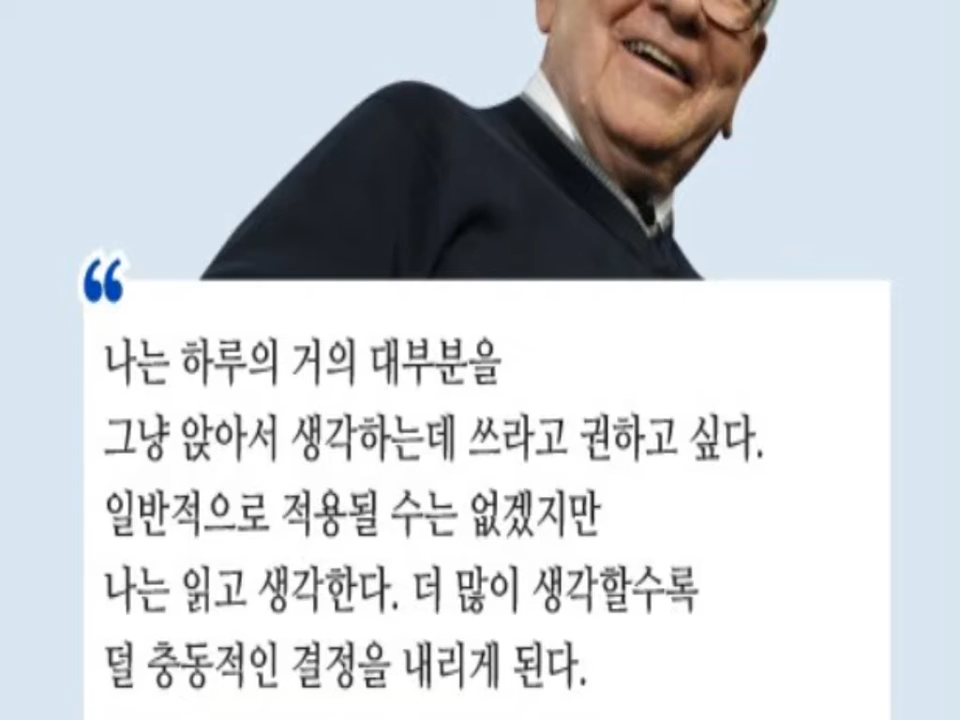 “
나는 하루의 거의 대부분을
그냥 앉아서 생각하는데 쓰라고 권하고 싶다.
일반적으로 적용될 수는 없겠지만
나는 읽고 생각한다. 더 많이 생각할수록
덜 충동적인 결정을 내리게 된다.